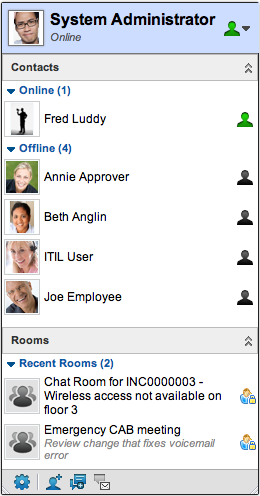 System Administrator
Online
Contacts
Online (1)
Fred Luddy
Offline (4)
Annie Approver
Beth Anglin
ITIL User
Joe Employee
Rooms
Recent Rooms (2)
Chat Room for INC0000003 -
Wireless access not available on
floor 3
Emergency CAB meeting
Review change that fixes voicemail
error